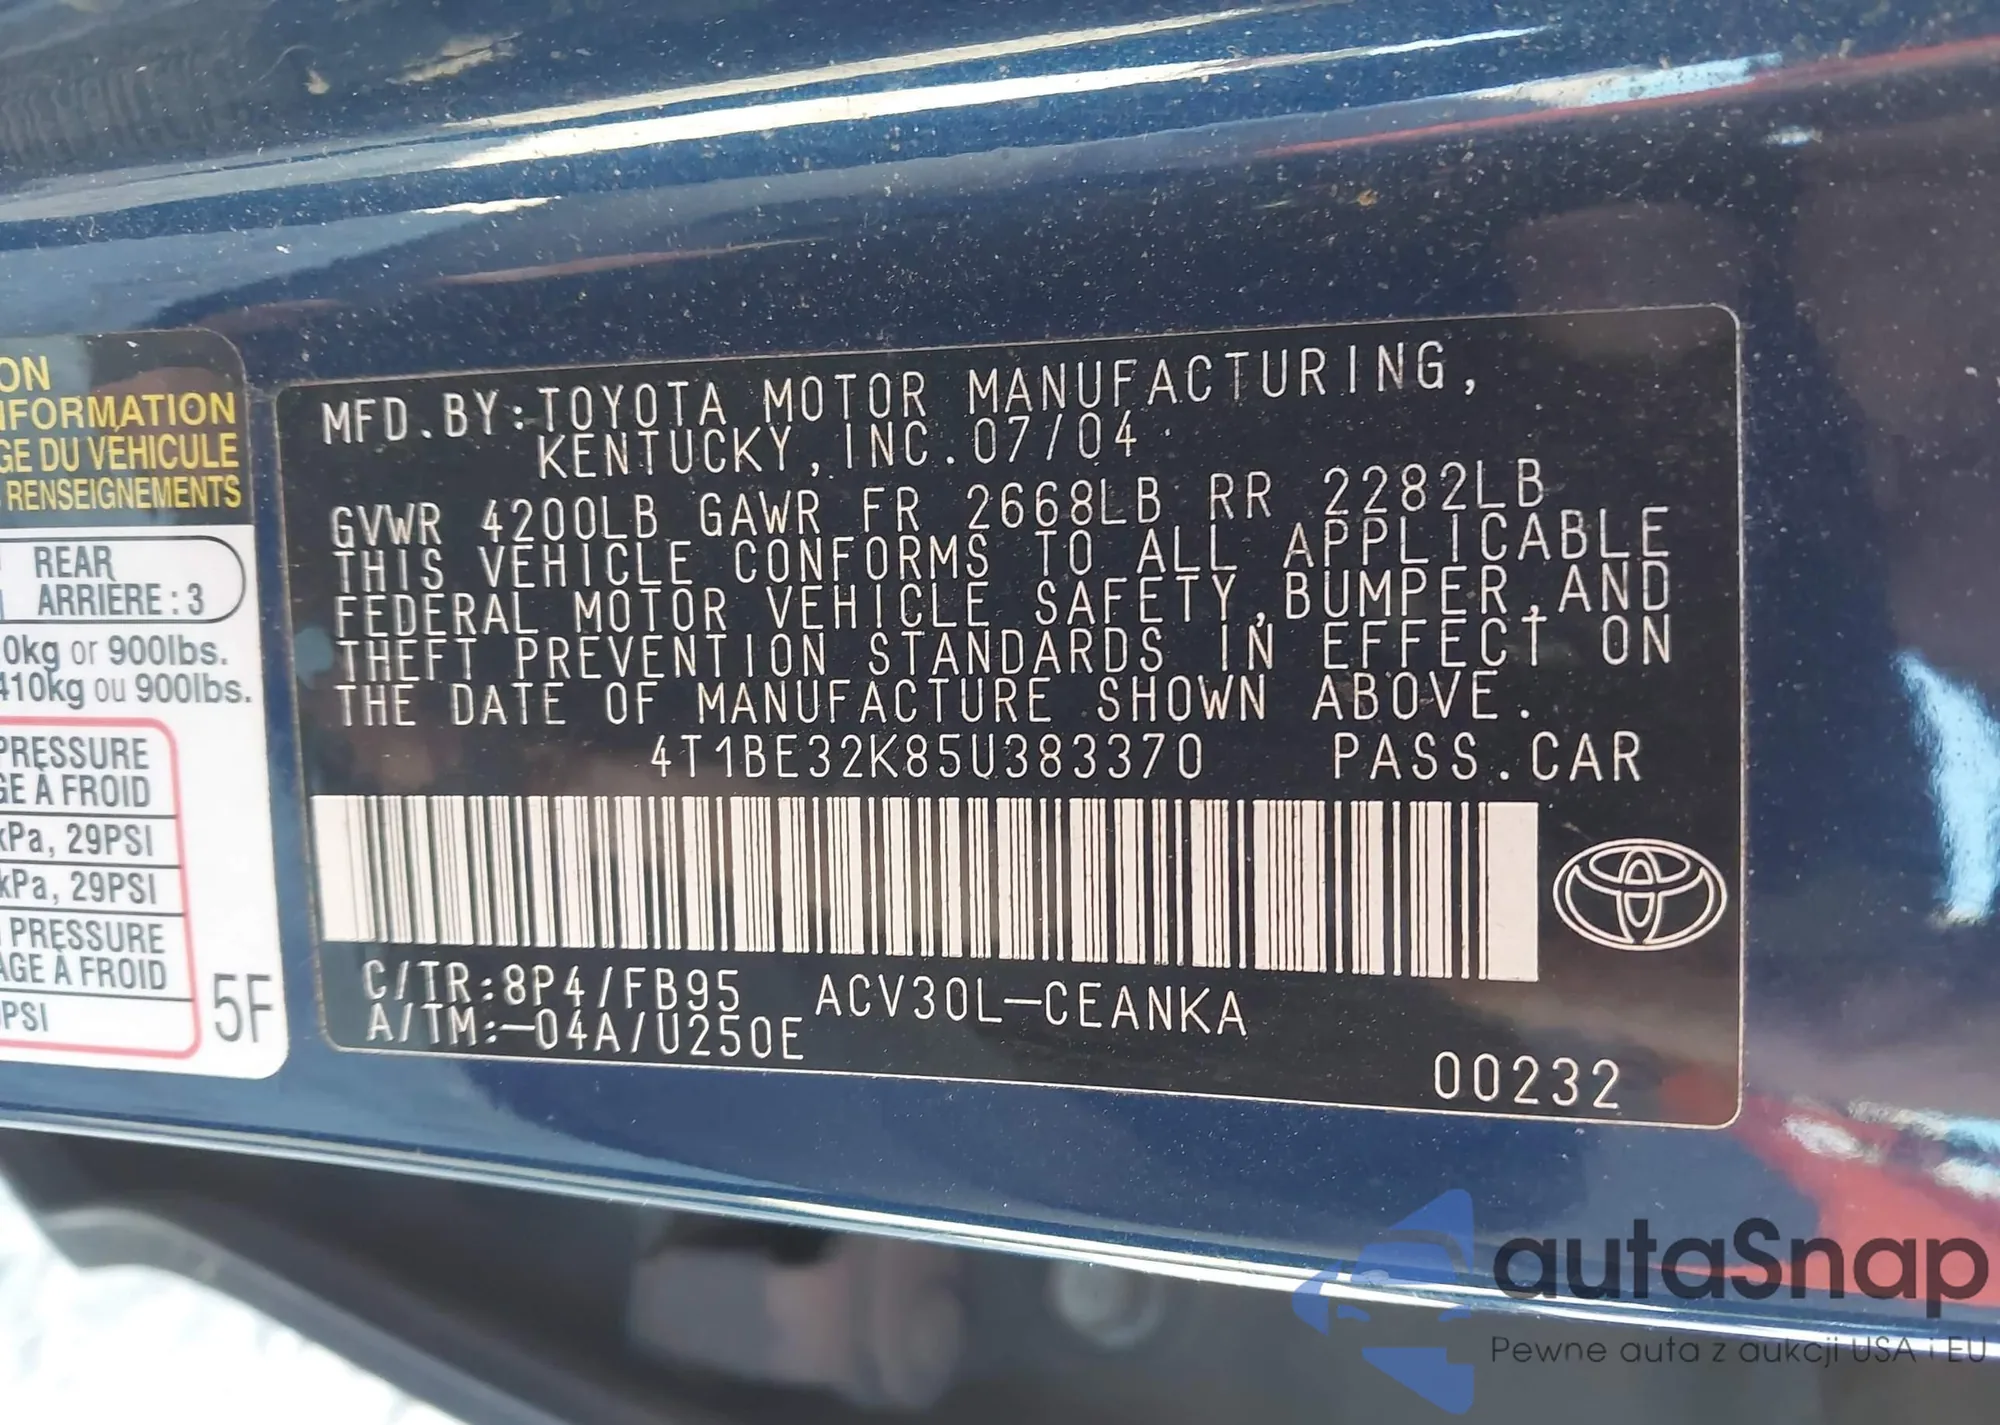 ON
NFORMATION
GE DU VÉHICULE
RENSEIGNEMENTS
REAR
ARRIÈRE : 3
0kg or 900lbs.
410kg ou 900lbs.
PRESSURE
GE À FROID
kPa, 29PSI
kPa, 29PSI
PRESSURE
AGE À FROID
PSI
5F
MFD.BY:TOYOTA MOTOR MANUFACTURING,
KENTUCKY,INC.07/04
GVWR 4200LB GAWR FR 2668LB RR 2282LB
THIS VEHICLE CONFORMS TO ALL APPLICABLE
FEDERAL MOTOR VEHICLE SAFETY,BUMPER,AND
THEFT PREVENTION STANDARDS IN EFFECT ON
THE DATE OF MANUFACTURE SHOWN ABOVE.
4T1BE32K85U383370 PASS.CAR
C/TR:8P4/FB95 ACV30L-CEANKA
A/TM:-04A/U250E
00232
autaSnap
Pewne auta z aukcji USA i EU